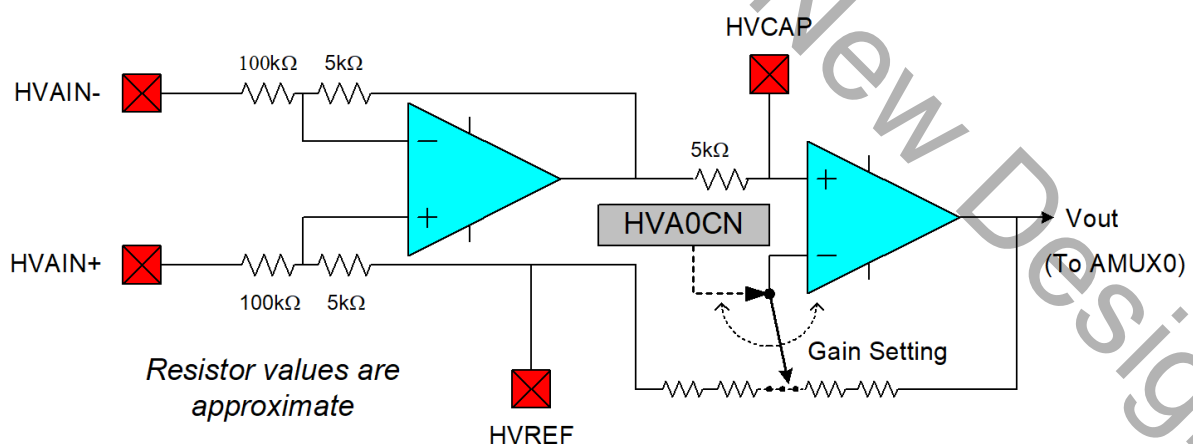 HVCAP
100kΩ
5kΩ
HVAIN-
−
5kΩ
+
HVA0CN
+
Vout
(To AMUX0)
HVAIN+
−
100kΩ
5kΩ
Gain Setting
Resistor values are
approximate
HVREF
New Design